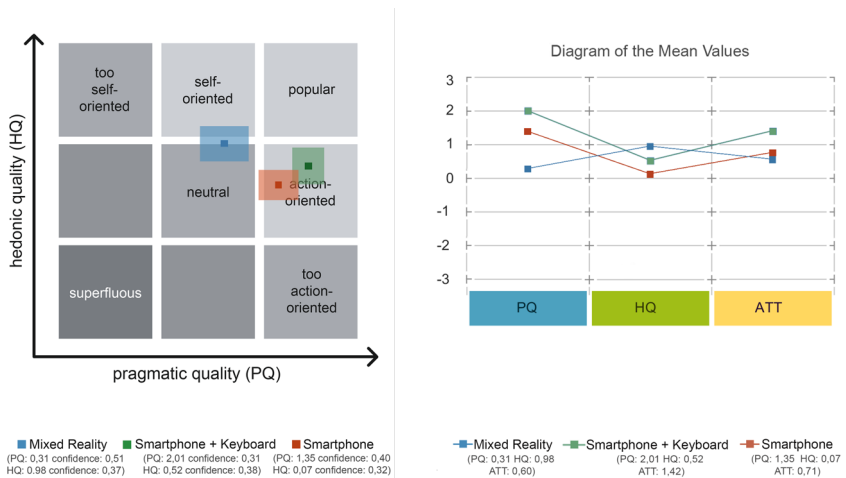 hedonic quality (HQ)
too
self-
oriented
self-
oriented
popular
neutral
action-
oriented
superfluous
too
action-
oriented
pragmatic quality (PQ)
Mixed Reality
(PQ: 0,31 confidence: 0,51
HQ: 0.98 confidence: 0,37)
Smartphone + Keyboard
(PQ: 2,01 confidence: 0,31
HQ: 0,52 confidence: 0,38)
Smartphone
(PQ: 1,35 confidence: 0,40
HQ: 0,07 confidence: 0,32)
Diagram of the Mean Values
3
2
1
0
-1
-2
-3
PQ
HQ
ATT
Mixed Reality
(PQ: 0,31 HQ: 0,98
ATT: 0,60)
Smartphone + Keyboard
(PQ: 2,01 HQ: 0,52
ATT: 1,42)
Smartphone
(PQ: 1,35 HQ: 0,07
ATT: 0,71)